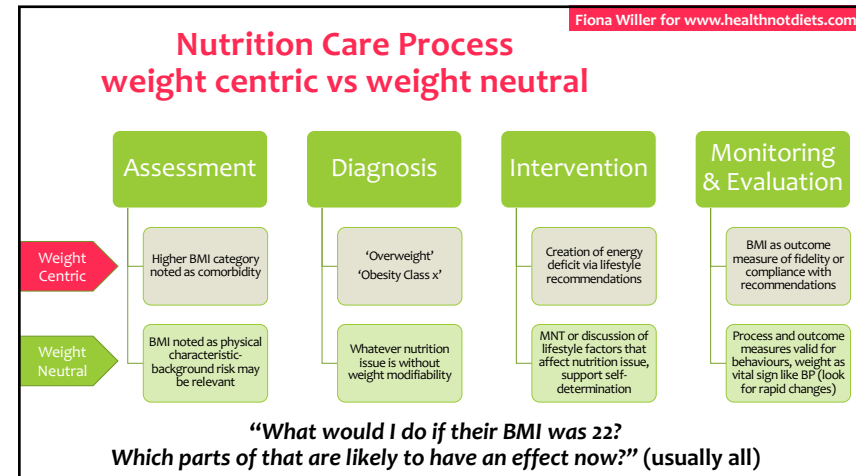 Fiona Willer for www.healthnotdiets.com
Nutrition Care Process
weight centric vs weight neutral
Assessment
Diagnosis
Intervention
Monitoring
& Evaluation
Weight
Centric
Higher BMI category
noted as comorbidity
‘Overweight’
‘Obesity Class x’
Creation of energy
deficit via lifestyle
recommendations
BMI as outcome
measure of fidelity or
compliance with
recommendations
Weight
Neutral
BMI noted as physical
characteristic-
background risk may
be relevant
Whatever nutrition
issue is without
weight modifiability
MNT or discussion of
lifestyle factors that
affect nutrition issue,
support self-
determination
Process and outcome
measures valid for
behaviours, weight as
vital sign like BP (look
for rapid changes)
“What would I do if their BMI was 22?
Which parts of that are likely to have an effect now?” (usually all)